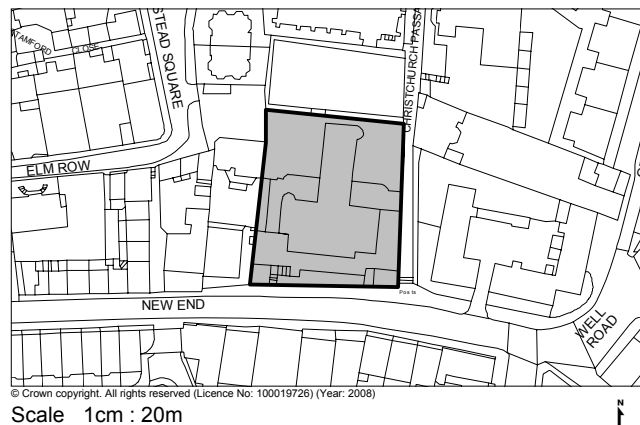 STAMFORD
CLOSE
STEAD SQUARE
CHRISTCHURCH PASSA
ELM ROW
NEW END
Posts
WELL
ROAD
© Crown copyright. All rights reserved (Licence No: 100019726) (Year: 2008)
Scale 1cm : 20m
N